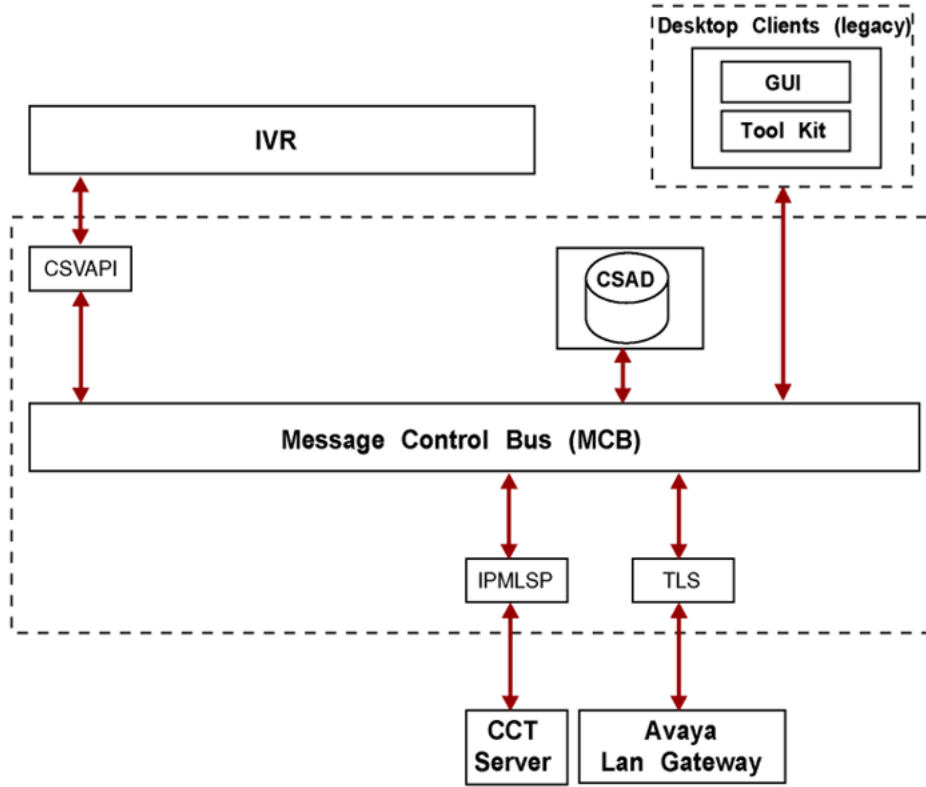 Desktop Clients (legacy)
GUI
Tool Kit
IVR
CSVAPI
CSAD
Message Control Bus (MCB)
IPMLSP
TLS
CCT
Server
Avaya
Lan Gateway